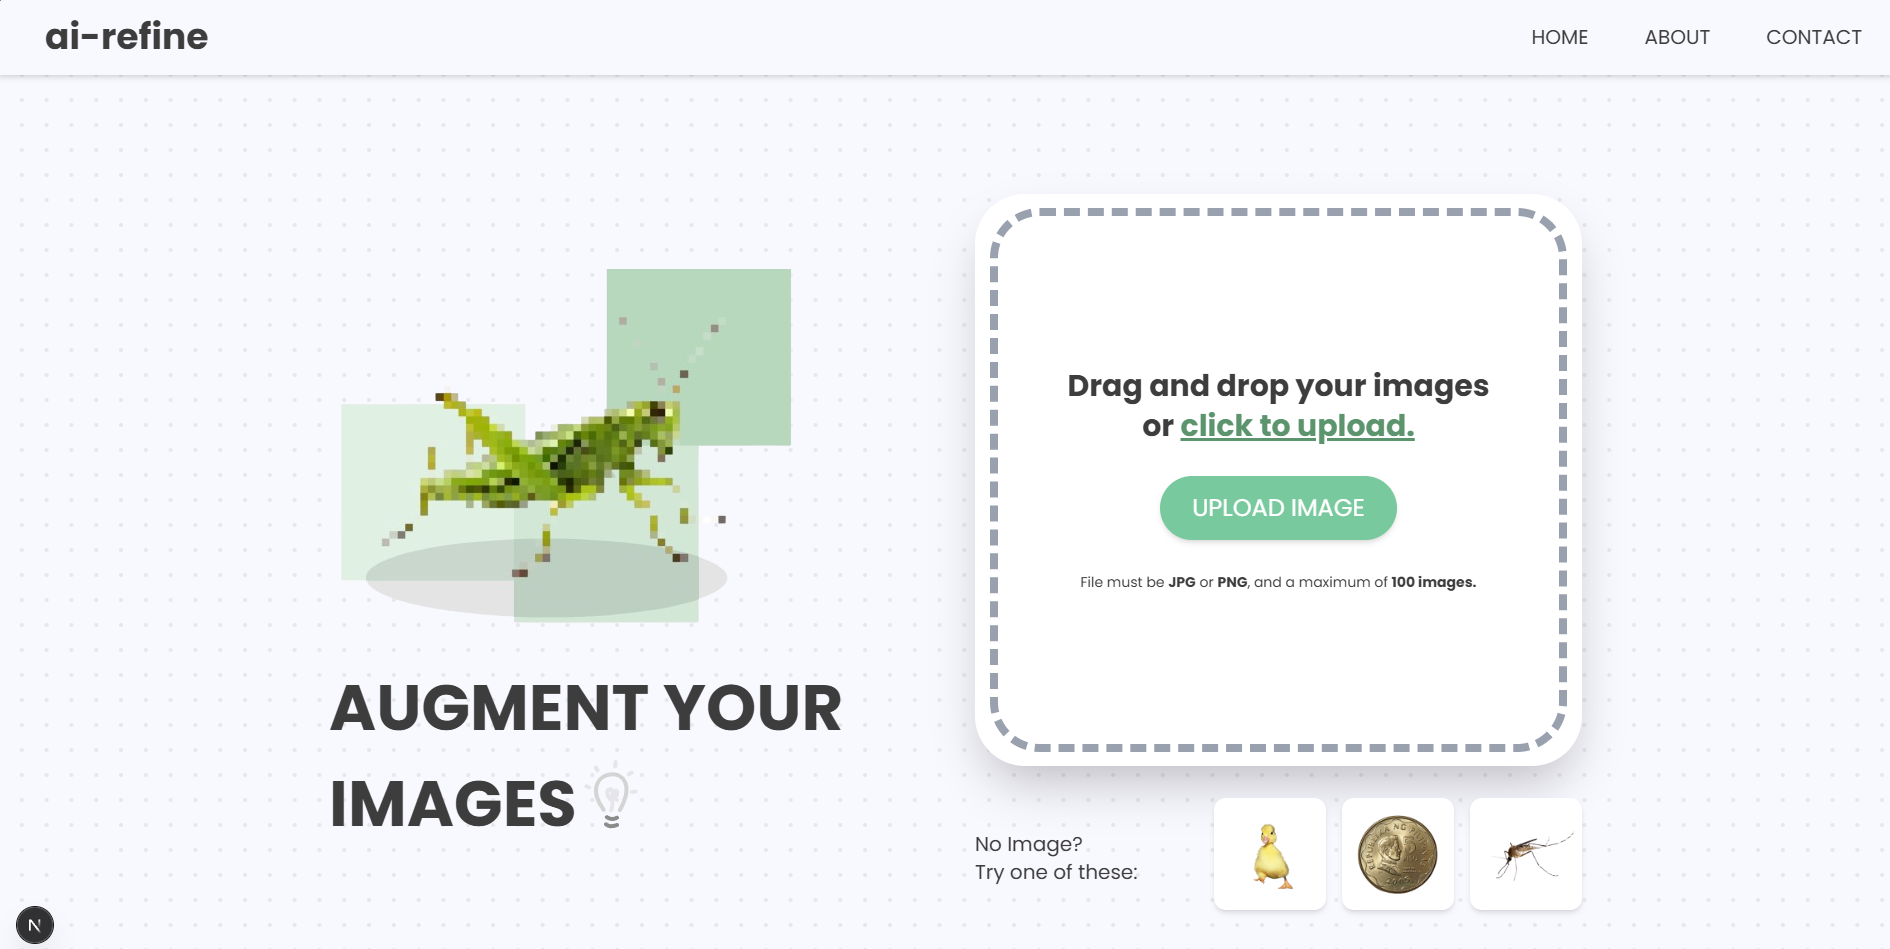 ai-refine
HOME
ABOUT
CONTACT
AUGMENT YOUR
IMAGES
Drag and drop your images
or click to upload.
UPLOAD IMAGE
File must be JPG or PNG, and a maximum of 100 images.
No Image?
Try one of these:
N